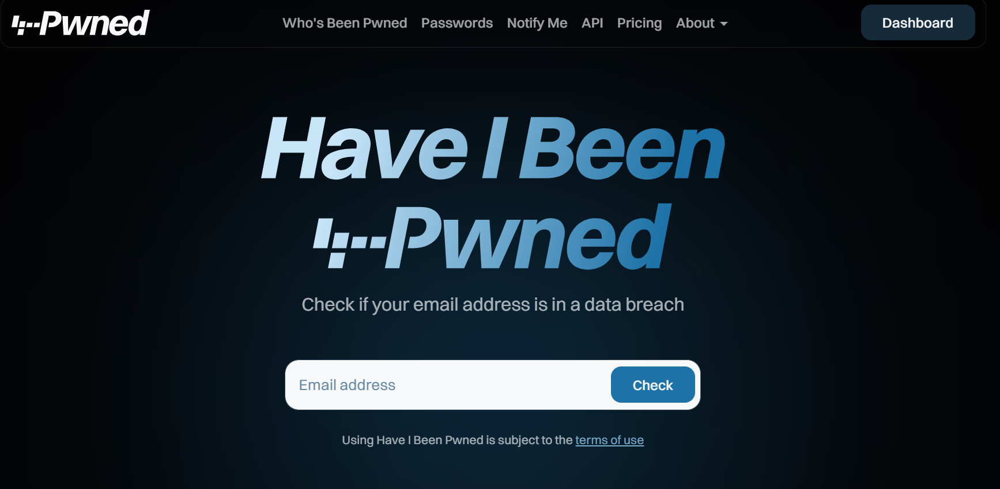 Pwned
Who's Been Pwned Passwords Notify Me API Pricing About
Dashboard
Have I Been
Pwned
Check if your email address is in a data breach
Email address
Check
Using Have I Been Pwned is subject to the terms of use